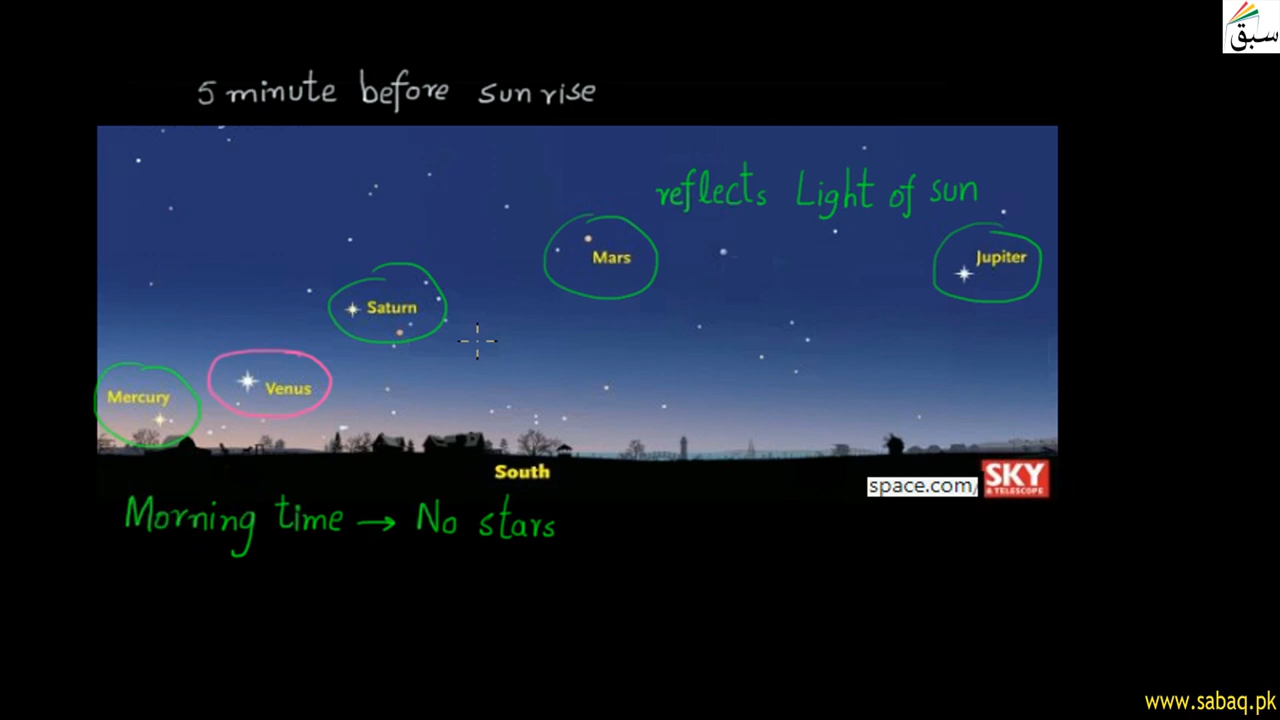 سبق
5 minute before sun rise
reflects Light of sun
Mars
Jupiter
Saturn
Mercury
Venus
South
space.com/
SKY
& TELESCOPE
Morning time → No stars
www.sabaq.pk